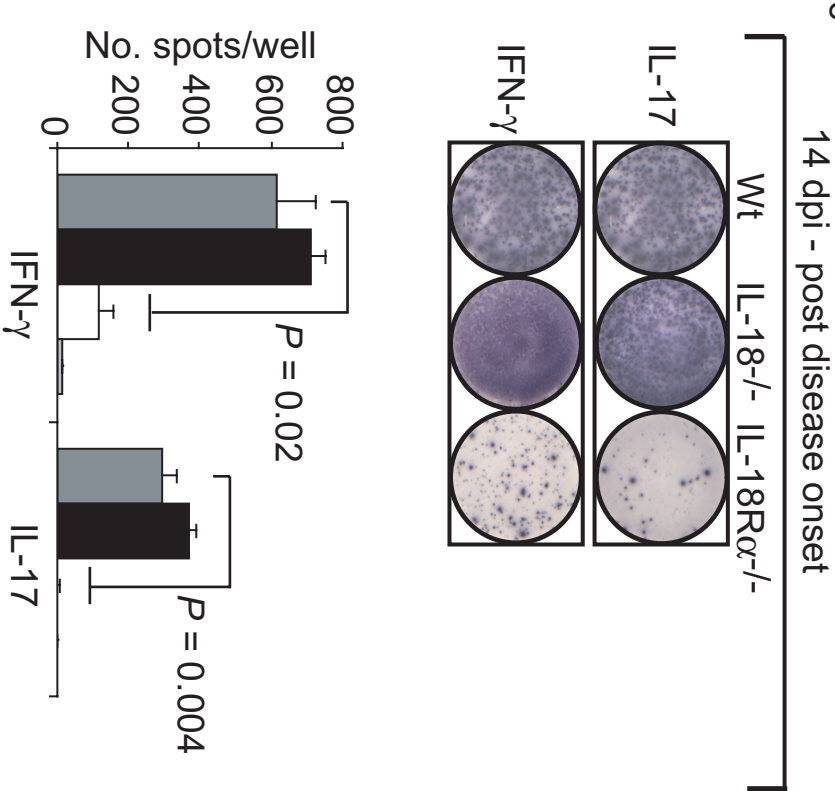 14 dpi - post disease onset
Wt IL-18-/- IL-18Rα-/-
IL-17
IFN-γ
No. spots/well
800
600
400
200
0
P = 0.02
P = 0.004
IFN-γ IL-17